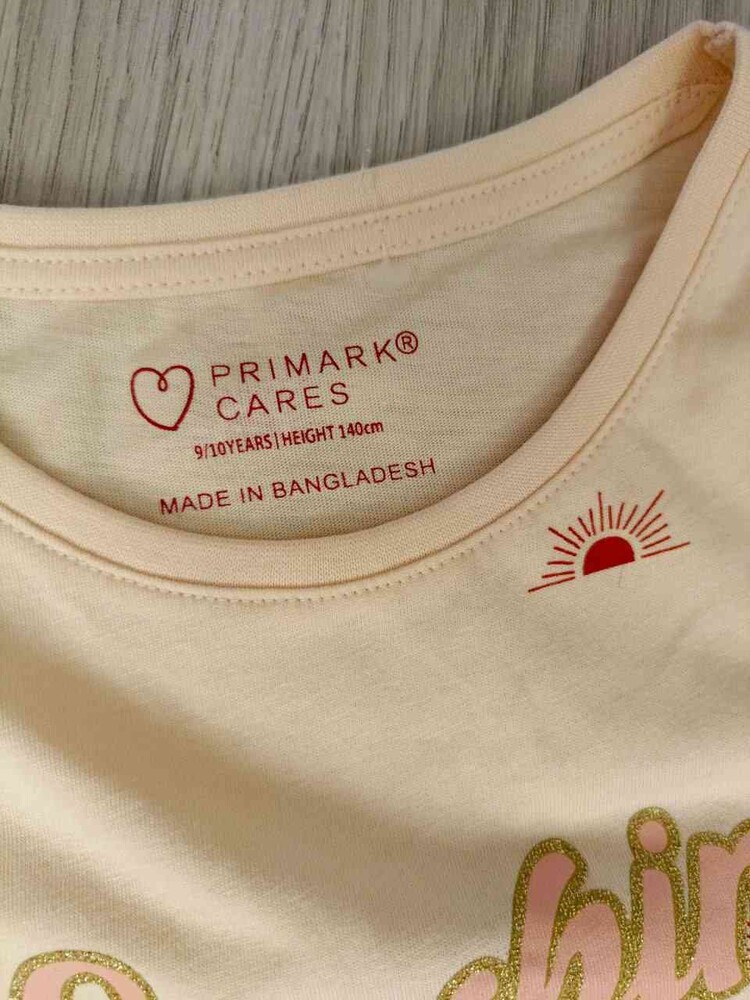 PRIMARK®
CARES
9/10YEARS|HEIGHT 140cm
MADE IN BANGLADESH